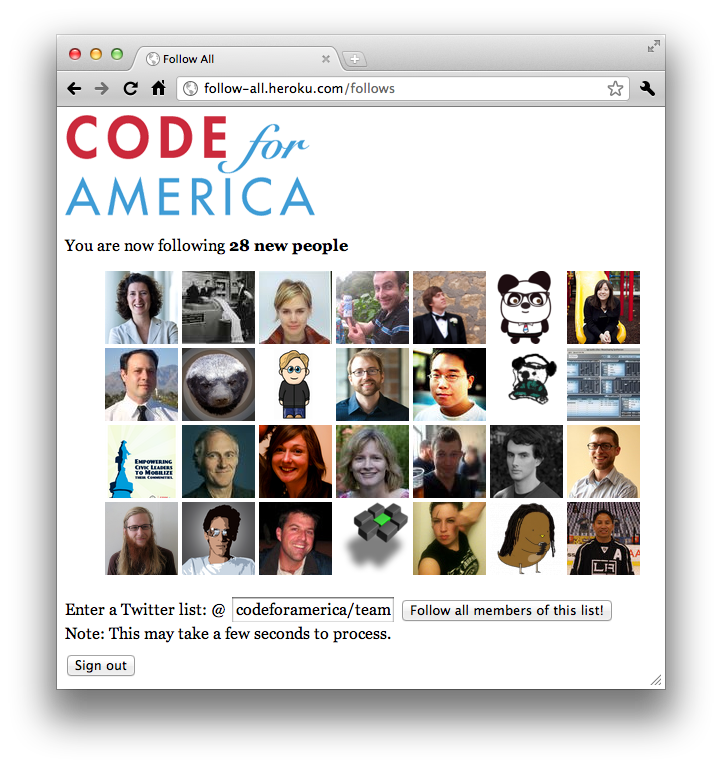 Follow All
follow-all.heroku.com/follows
CODE for
AMERICA
You are now following 28 new people
EMPOWERING
CIVIC LEADERS
TO MOBILIZE
THEIR COMMUNITIES.
A
LA
Enter a Twitter list: @ codeforamerica/team Follow all members of this list!
Note: This may take a few seconds to process.
Sign out